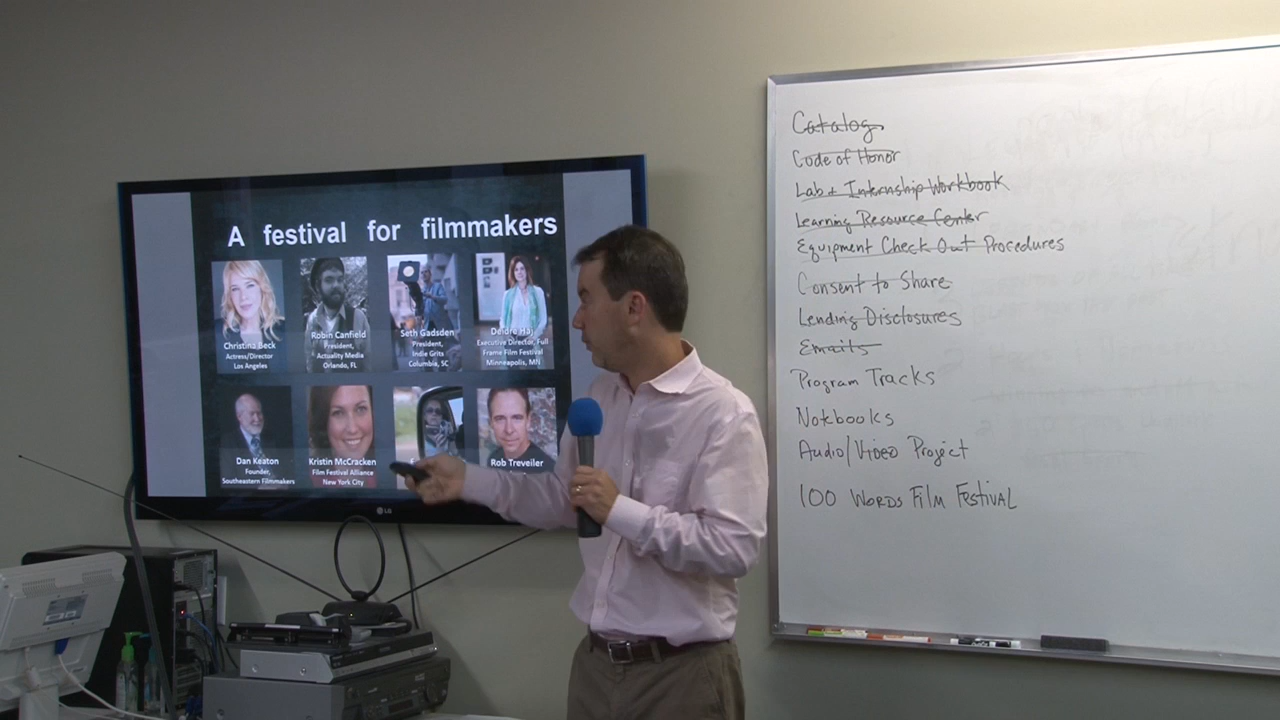 A festival for filmmakers
Christina Beck
Actress/Director
Los Angeles
Robin Canfield
President,
Actuality Media
Orlando, FL
Seth Gadsden
President,
Indie Grits
Columbia, SC
Deidre Haj
Executive Director, Full
Frame Film Festival
Minneapolis, MN
Dan Keaton
Founder,
Southeastern Filmmakers
Kristin McCracken
Film Festival Alliance
New York City
Rob Treveiler
LG
Catalog
Code of Honor
Lab + Internship Workbook
Learning Resource Center
Equipment Check Out Procedures
Consent to Share
Lending Disclosures
Emails
Program Tracks
Notebooks
Audio/Video Project
100 Words Film Festival